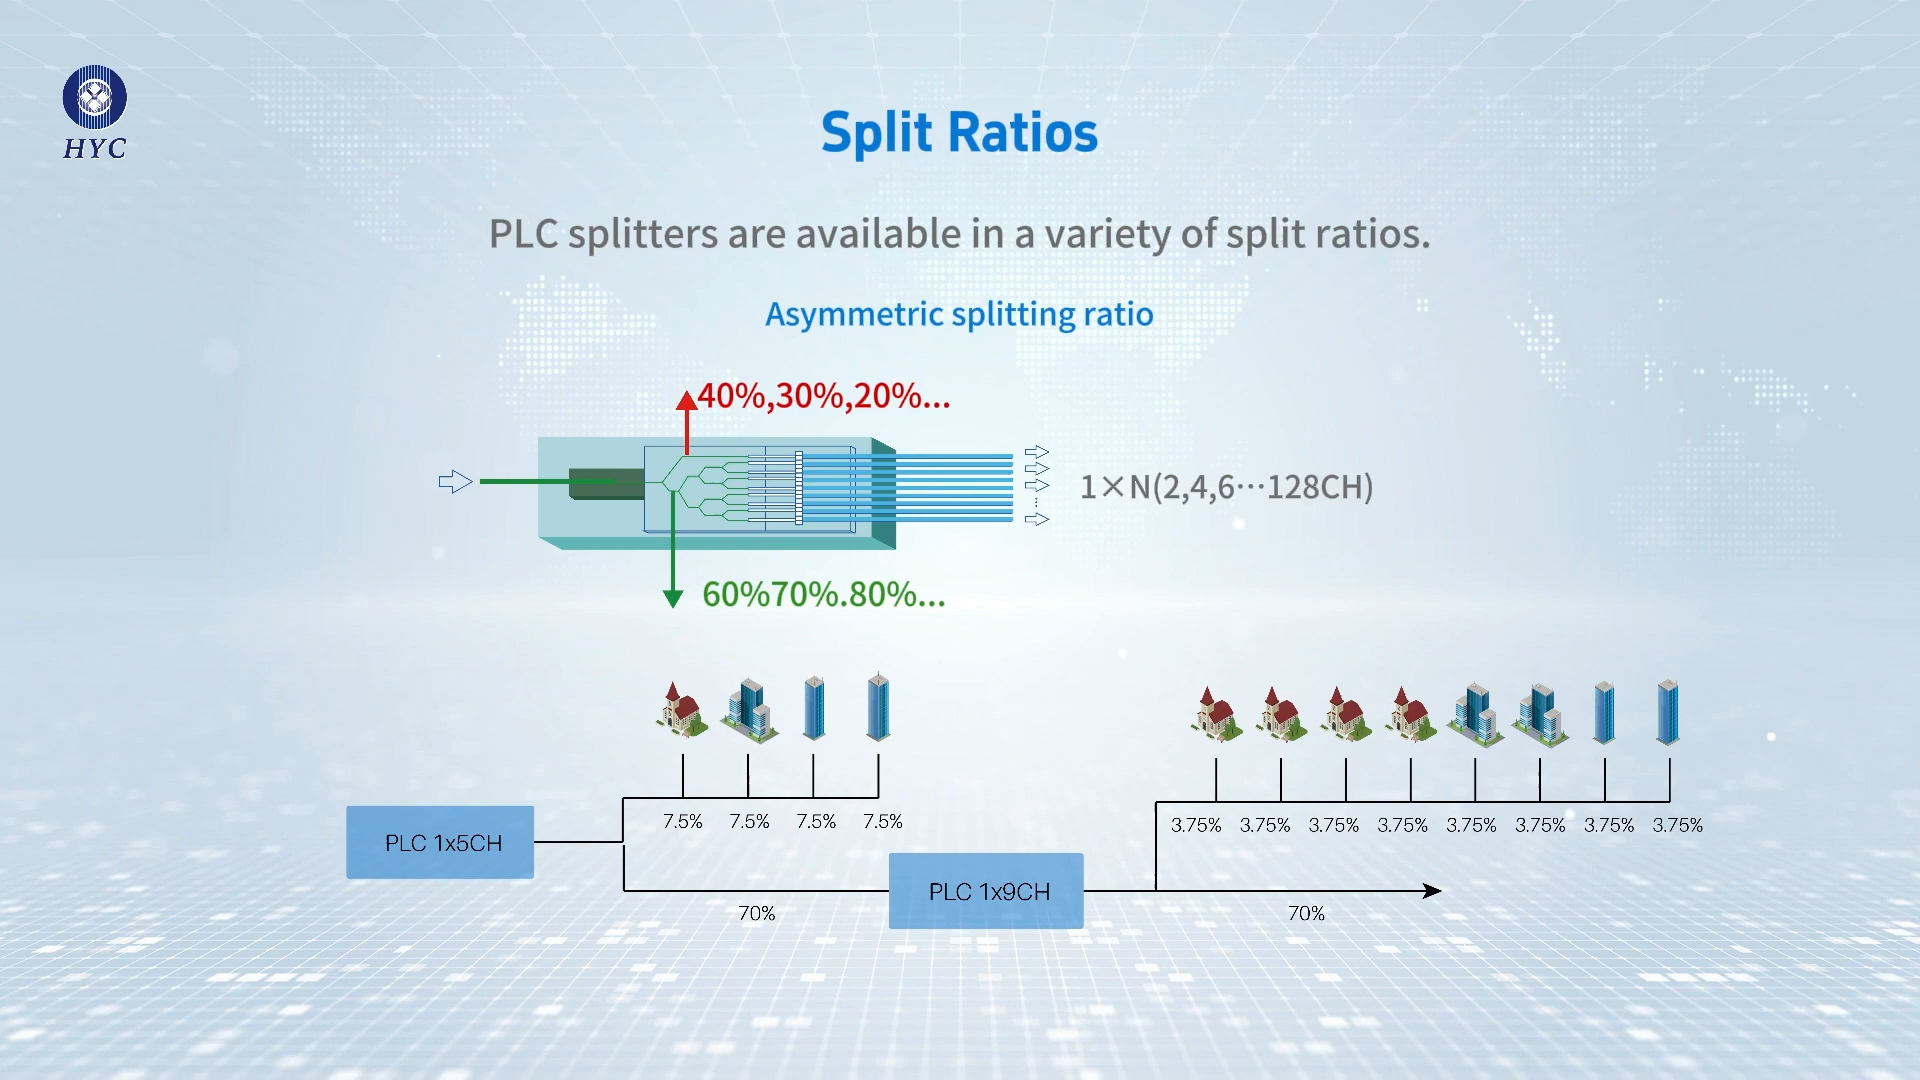 HYC
Split Ratios
PLC splitters are available in a variety of split ratios.
Asymmetric splitting ratio
40%,30%,20%...
1×N(2,4,6···128CH)
60%70%.80%...
7.5% 7.5% 7.5% 7.5%
3.75% 3.75% 3.75% 3.75% 3.75% 3.75% 3.75% 3.75%
PLC 1x5CH
PLC 1x9CH
70%
70%